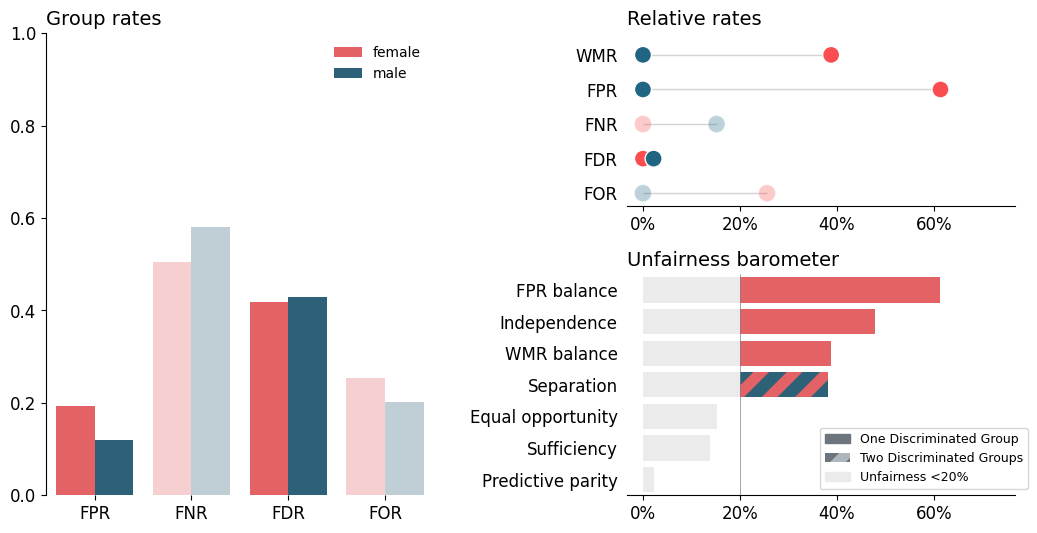 Group rates
1.0
0.8
0.6
0.4
0.2
0.0
female
male
FPR
FNR
FDR
FOR
Relative rates
WMR
FPR
FNR
FDR
FOR
0%
20%
40%
60%
Unfairness barometer
FPR balance
Independence
WMR balance
Separation
Equal opportunity
Sufficiency
Predictive parity
One Discriminated Group
Two Discriminated Groups
Unfairness <20%
0%
20%
40%
60%